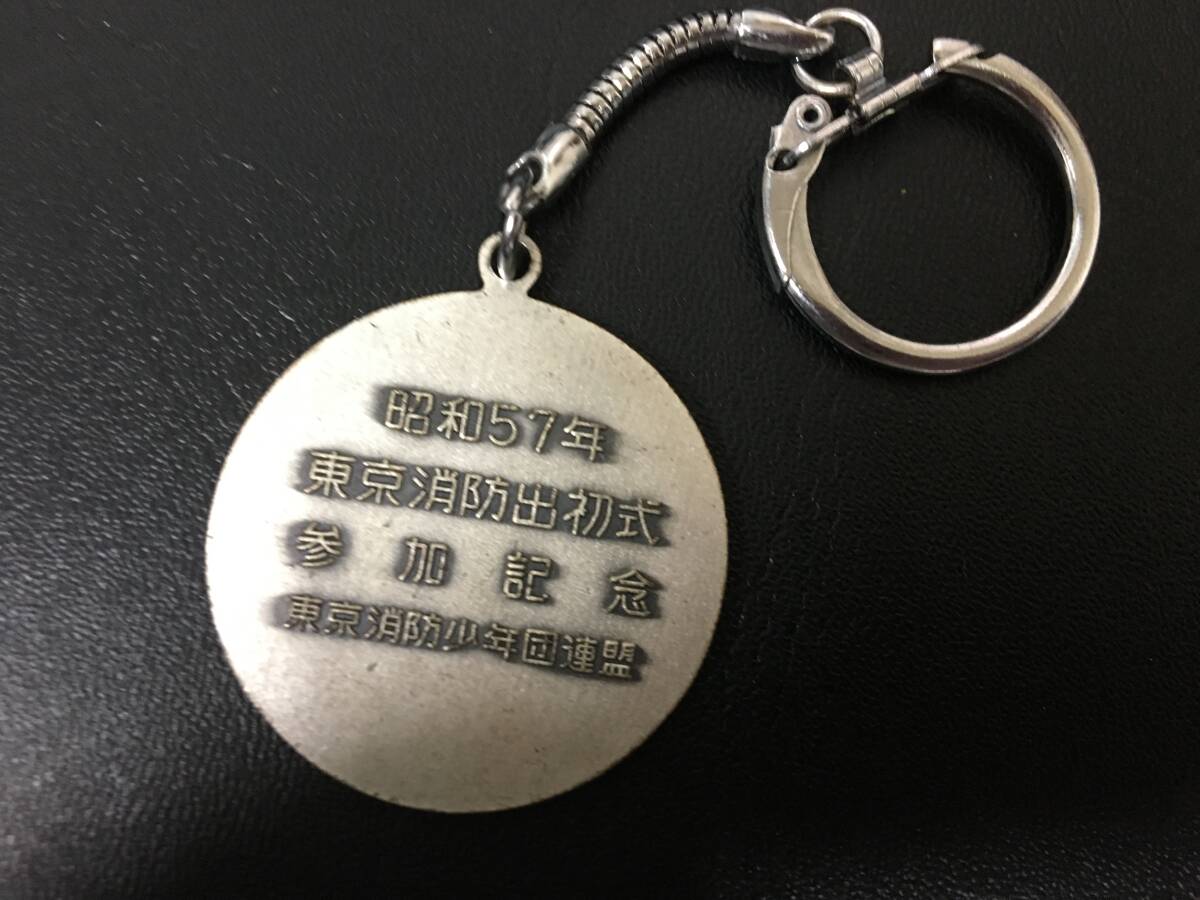 昭和57年
東京消防出初式
参加記念
東京消防少年団連盟